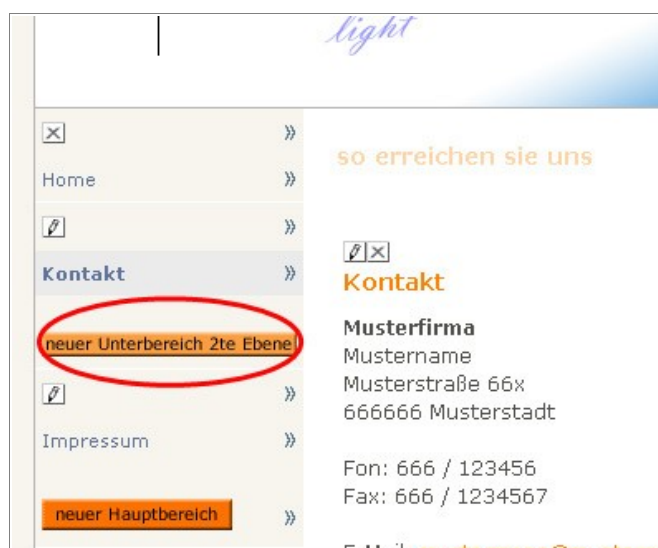 light
»
so erreichen sie uns
Home »
»
Kontakt »
Kontakt
neuer Unterbereich 2te Ebene
Musterfirma
Mustername
Musterstraße 66x
666666 Musterstadt
»
Impressum »
Fon: 666 / 123456
Fax: 666 / 1234567
neuer Hauptbereich »